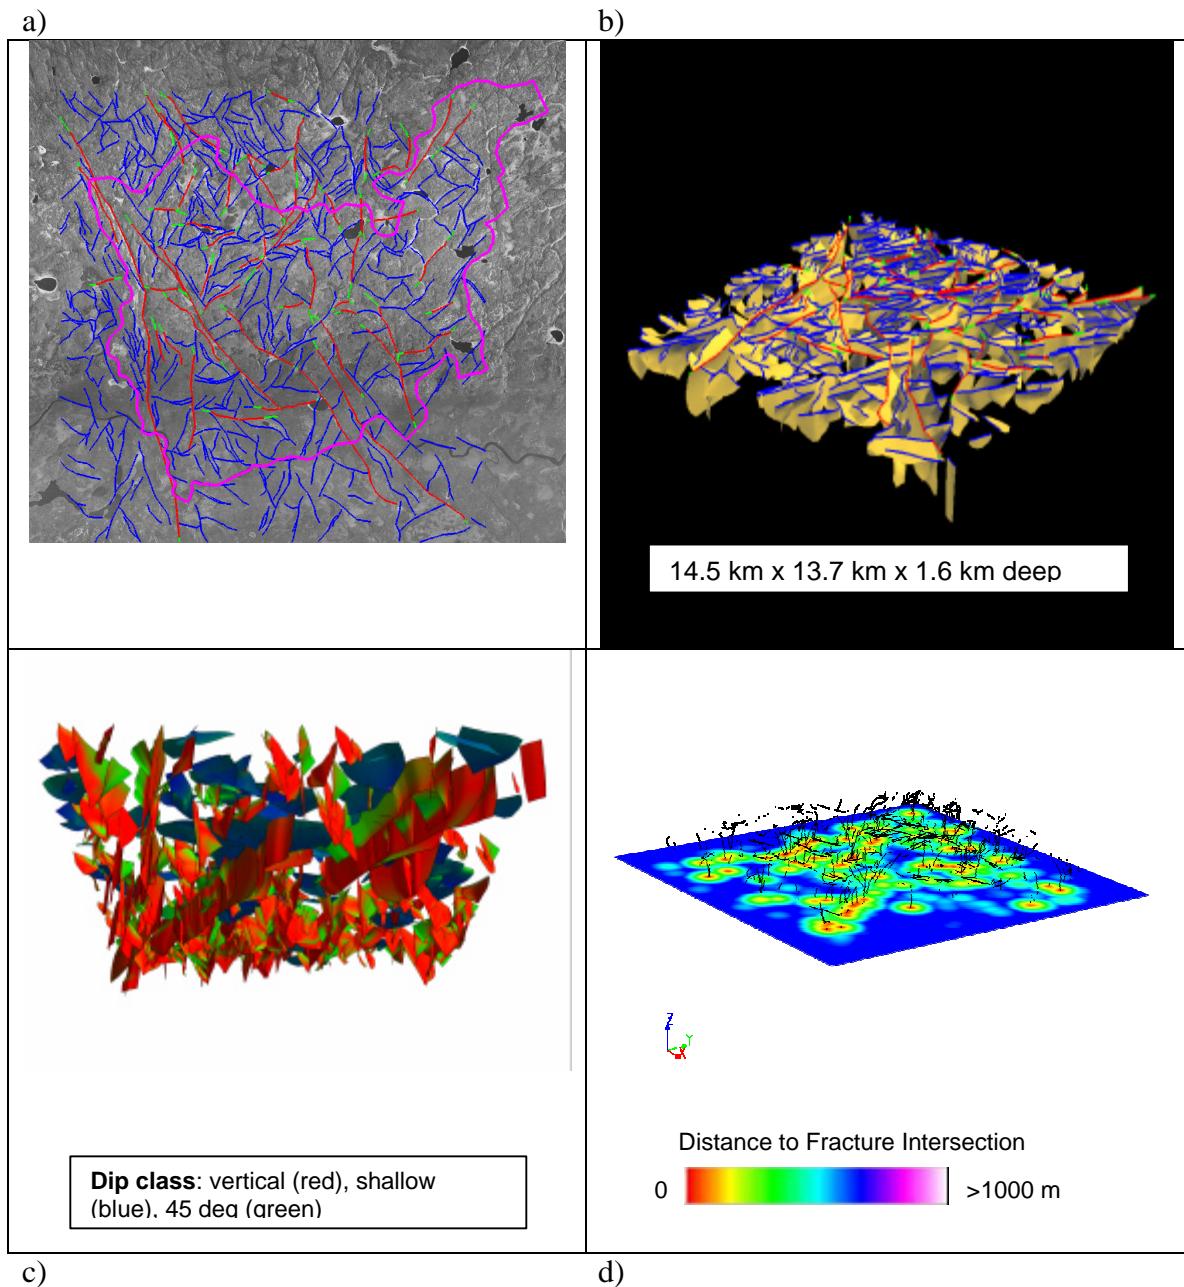 a)
b)
14.5 km x 13.7 km x 1.6 km deep
Dip class: vertical (red), shallow
(blue), 45 deg (green)
Z
Y
X
Distance to Fracture Intersection
0
>1000 m
c)
d)